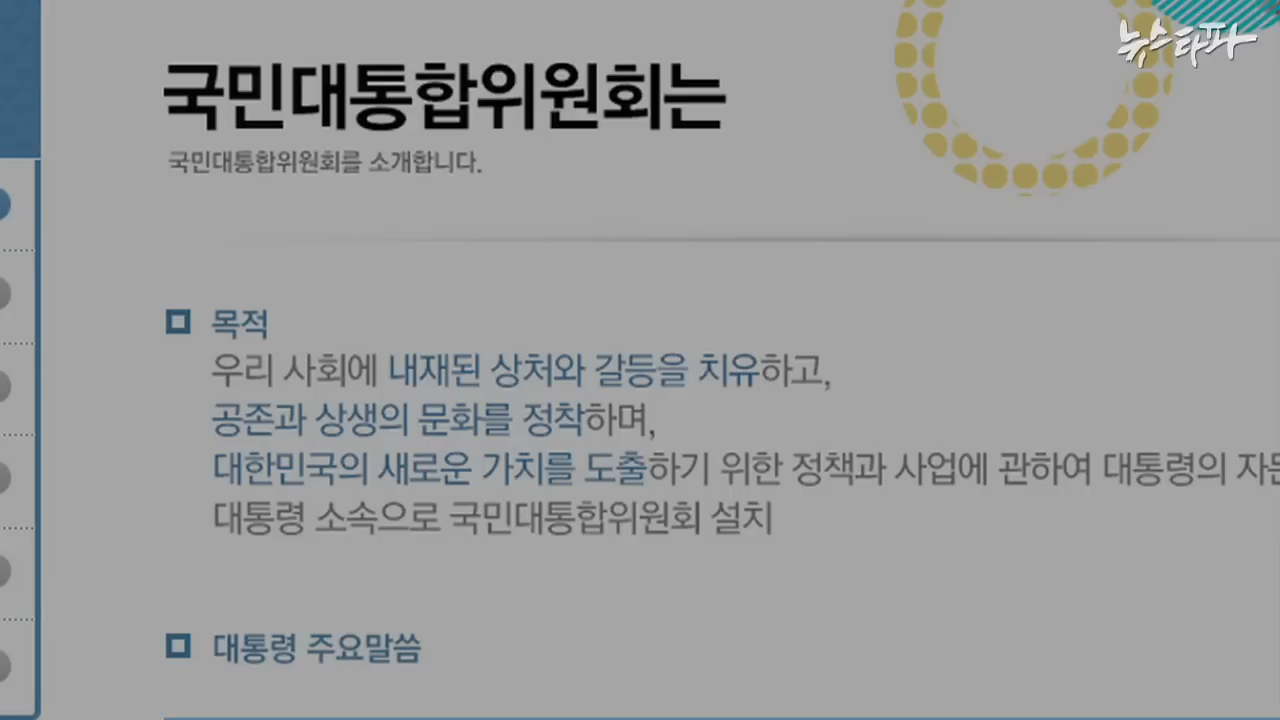 뉴스타파
국민대통합위원회는
국민대통합위원회를 소개합니다.
목적
우리 사회에 내재된 상처와 갈등을 치유하고,
공존과 상생의 문화를 정착하며,
대한민국의 새로운 가치를 도출하기 위한 정책과 사업에 관하여 대통령의
대통령 소속으로 국민대통합위원회 설치
대통령 주요말씀